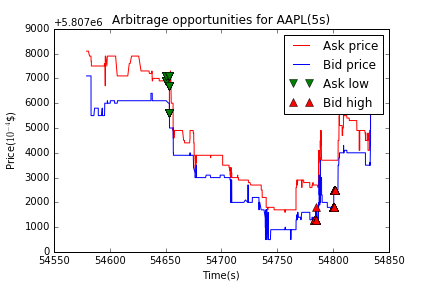 +5.807e6
Arbitrage opportunities for AAPL(5s)
9000
8000
7000
6000
5000
4000
3000
2000
1000
0
Price(10⁻⁴$)
Ask price
Bid price
Ask low
Bid high
54550 54600 54650 54700 54750 54800 54850
Time(s)